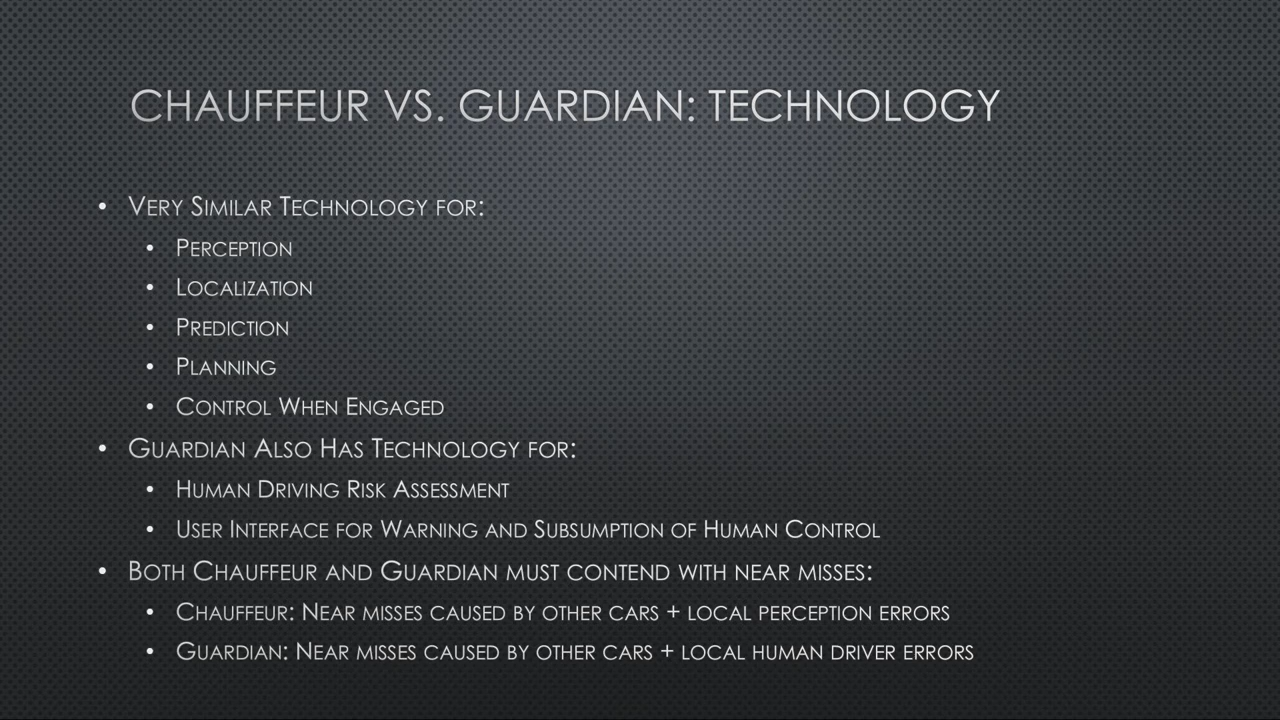 CHAUFFEUR VS. GUARDIAN: TECHNOLOGY
• VERY SIMILAR TECHNOLOGY FOR:
• PERCEPTION
• LOCALIZATION
• PREDICTION
• PLANNING
• CONTROL WHEN ENGAGED
• GUARDIAN ALSO HAS TECHNOLOGY FOR:
• HUMAN DRIVING RISK ASSESSMENT
• USER INTERFACE FOR WARNING AND SUBSUMPTION OF HUMAN CONTROL
• BOTH CHAUFFEUR AND GUARDIAN MUST CONTEND WITH NEAR MISSES:
• CHAUFFEUR: NEAR MISSES CAUSED BY OTHER CARS + LOCAL PERCEPTION ERRORS
• GUARDIAN: NEAR MISSES CAUSED BY OTHER CARS + LOCAL HUMAN DRIVER ERRORS